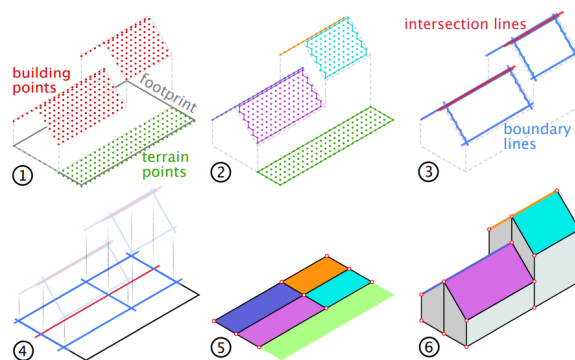 building
points
footprint
terrain
points
1
2
intersection lines
boundary
lines
3
4
5
6